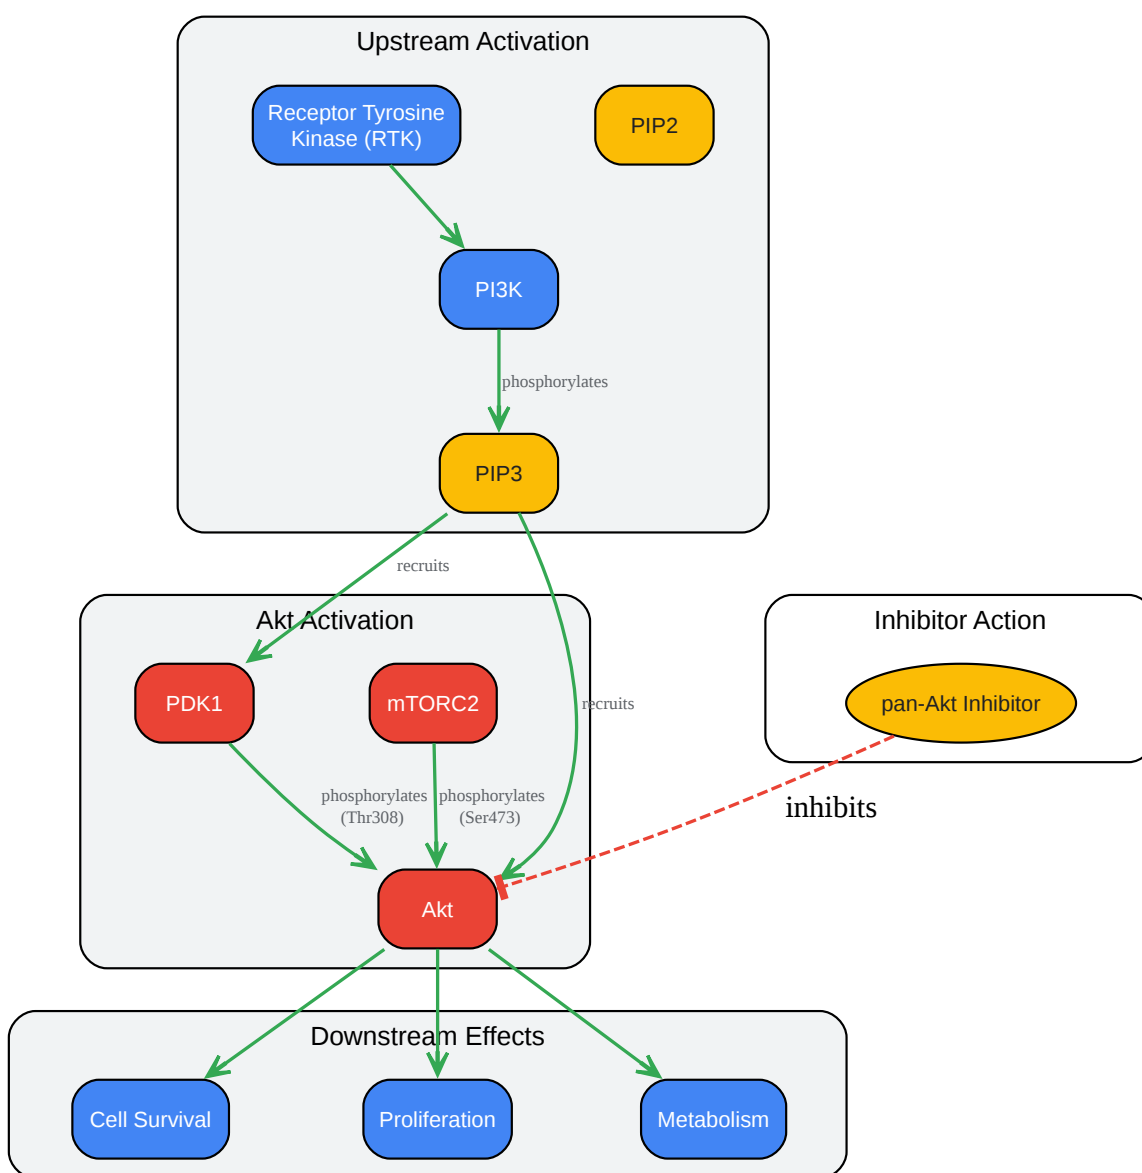 Upstream Activation
Receptor Tyrosine
Kinase (RTK)
PIP2
PI3K
phosphorylates
PIP3
recruits
Akt Activation
Inhibitor Action
PDK1
mTORC2
recruits
pan-Akt Inhibitor
phosphorylates
(Thr308)
phosphorylates
(Ser473)
inhibits
Akt
Downstream Effects
Cell Survival
Proliferation
Metabolism